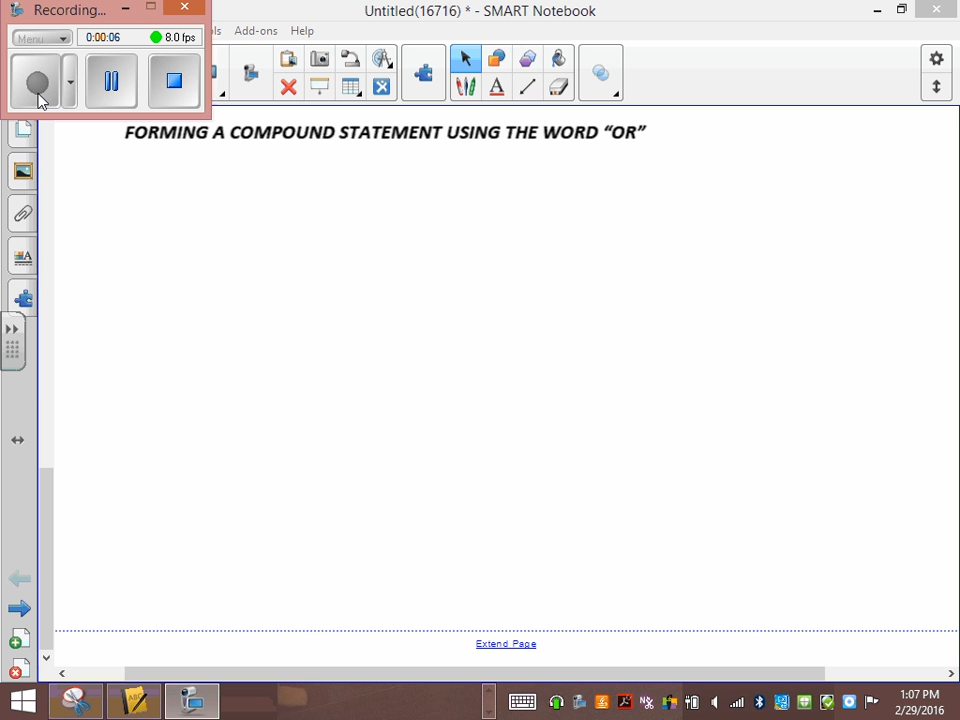 Recording...
Untitled(16716) * - SMART Notebook
Menu
0:00:06
8.0 fps
ls
Add-ons
Help
FORMING A COMPOUND STATEMENT USING THE WORD “OR”
Extend Page
1:07 PM
2/29/2016